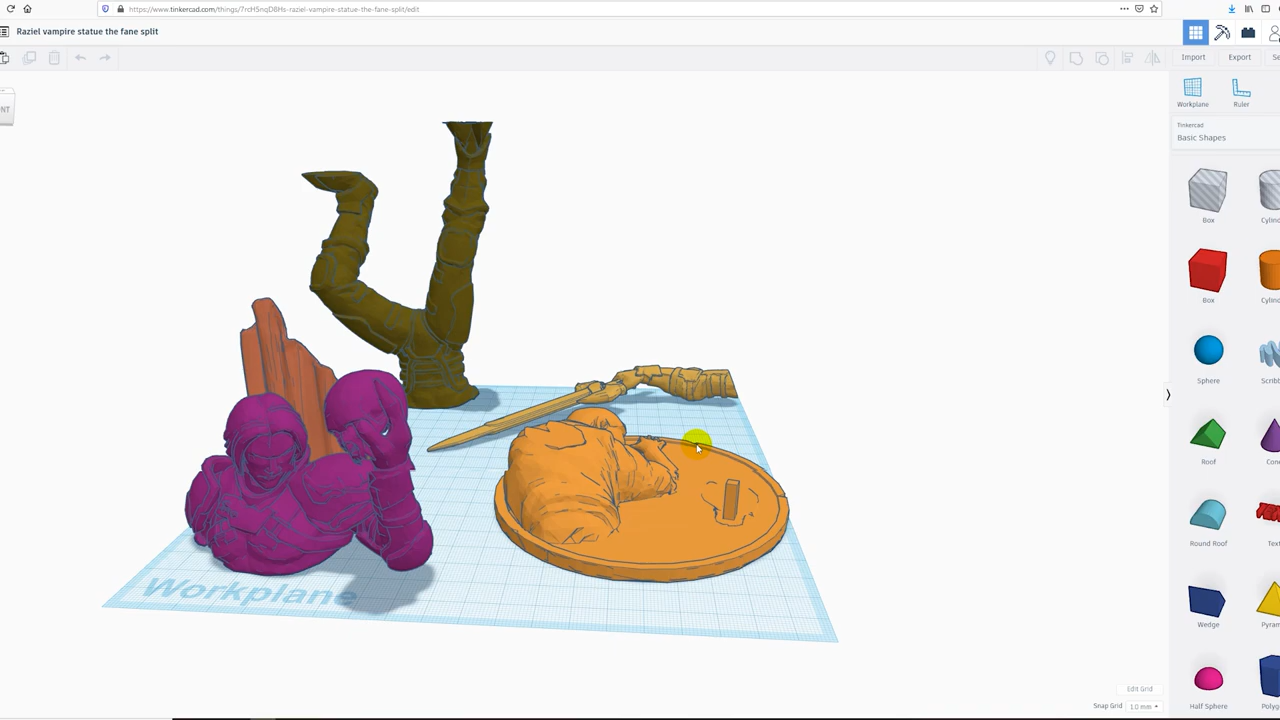 https://www.tinkercad.com/things/7rcH5nqD8Hs-raziel-vampire-statue-the-fane-split/edit
Raziel vampire statue the fane split
Import Export
NT
Workplane Ruler
Tinkercad
Basic Shapes
Box
Box
Sphere
Roof
Round Roof
Text
Wedge
Half Sphere
Workplane
Edit Grid
Snap Grid 1.0 mm